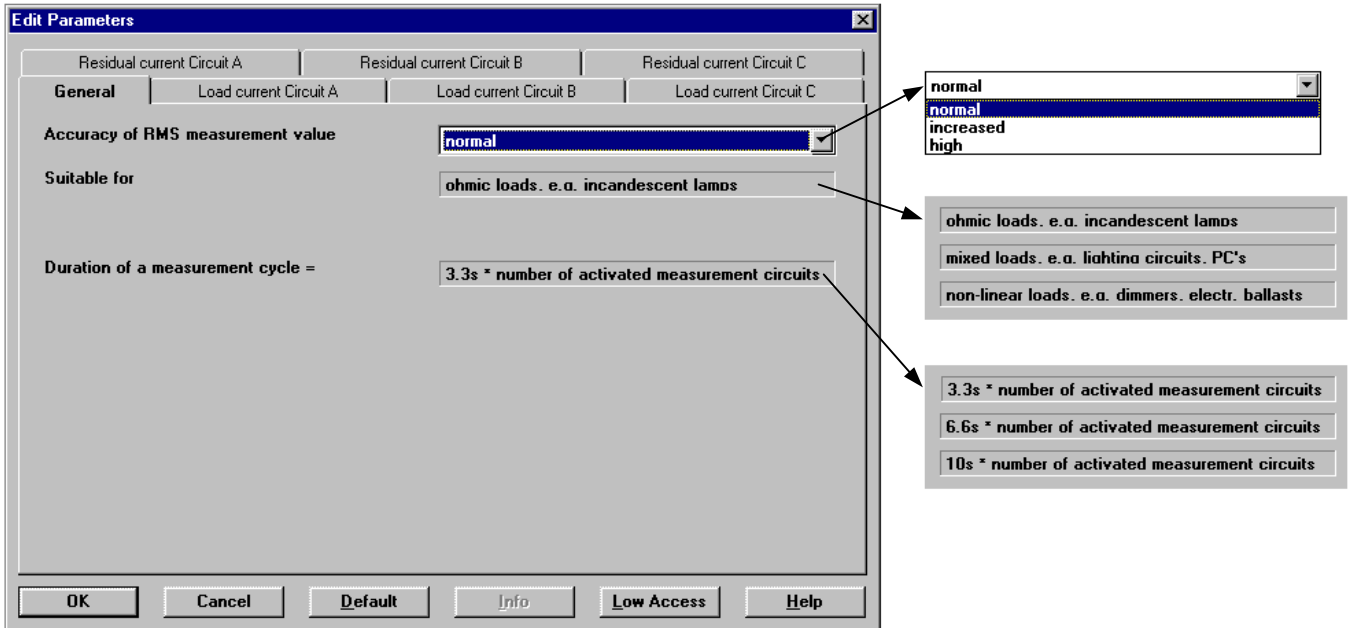 Edit Parameters
Residual current Circuit A
Residual current Circuit B
Residual current Circuit C
General
Load current Circuit A
Load current Circuit B
Load current Circuit C
Accuracy of RMS measurement value
normal
Suitable for
ohmic loads. e.g. incandescent lamps
Duration of a measurement cycle =
3.3s * number of activated measurement circuits
OK
Cancel
Default
Info
Low Access
Help
normal
normal
increased
high
ohmic loads. e.g. incandescent lamps
mixed loads. e.g. lighting circuits. PC's
non-linear loads. e.g. dimmers. electr. ballasts
3.3s * number of activated measurement circuits
6.6s * number of activated measurement circuits
10s * number of activated measurement circuits